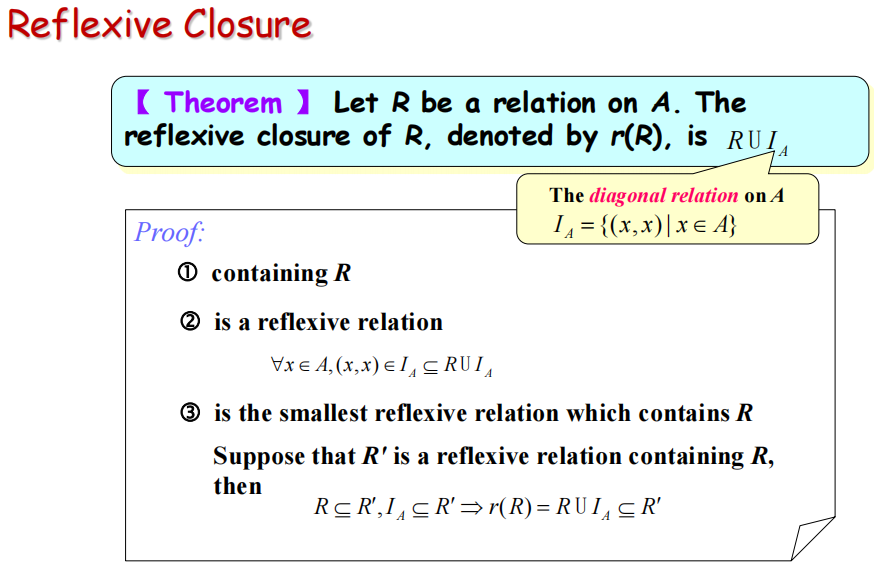 Reflexive Closure
【 Theorem 】 Let R be a relation on A. The
reflexive closure of R, denoted by r(R), is R ∪ I_A
The diagonal relation on A
I_A = {(x, x) | x ∈ A}
Proof:
① containing R
② is a reflexive relation
∀x ∈ A, (x, x) ∈ I_A ⊆ R ∪ I_A
③ is the smallest reflexive relation which contains R
Suppose that R′ is a reflexive relation containing R,
then
R ⊆ R′, I_A ⊆ R′ ⇒ r(R) = R ∪ I_A ⊆ R′